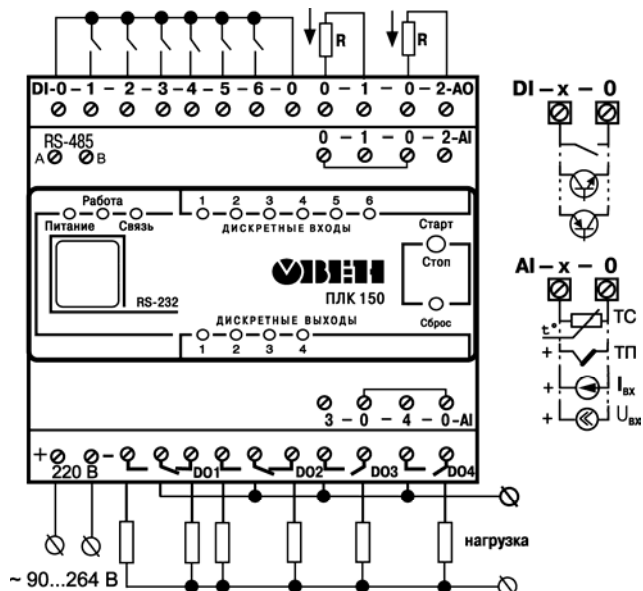 R
R
DI-0-1-2-3-4-5-6-0 0-1-0-2-AO
RS-485
A B
0-1-0-2-AI
Работа
Питание Связь
RS-232
1 2 3 4 5 6
ДИСКРЕТНЫЕ ВХОДЫ
Старт
Стоп
ОВЕН
ПЛК 150
ДИСКРЕТНЫЕ ВЫХОДЫ
1 2 3 4
Сброс
3-0-4-0-AI
+ -
220 В
DO1 DO2 DO3 DO4
нагрузка
~ 90...264 В
DI-x-0
AI-x-0
t° ТС
+ ТП
+ Iвх
+ Uвх